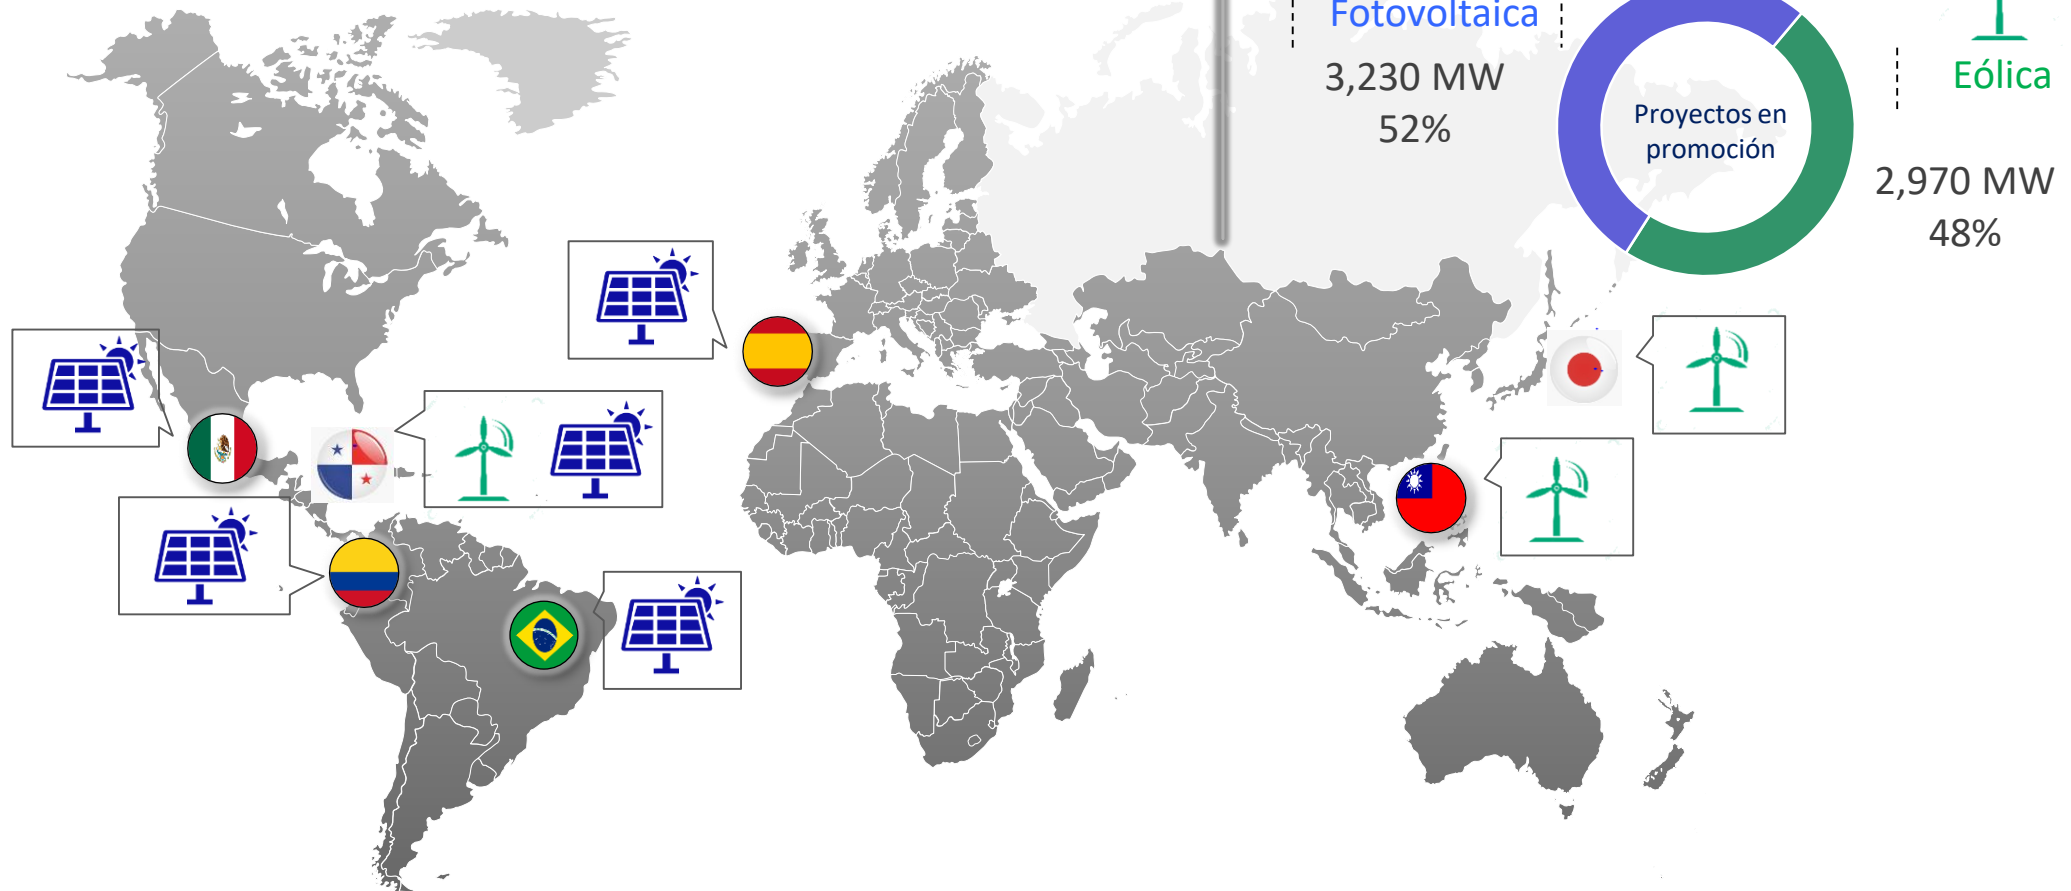 Fotovoltaica
3,230 MW
52%
Proyectos en
promoción
Eólica
2,970 MW
48%